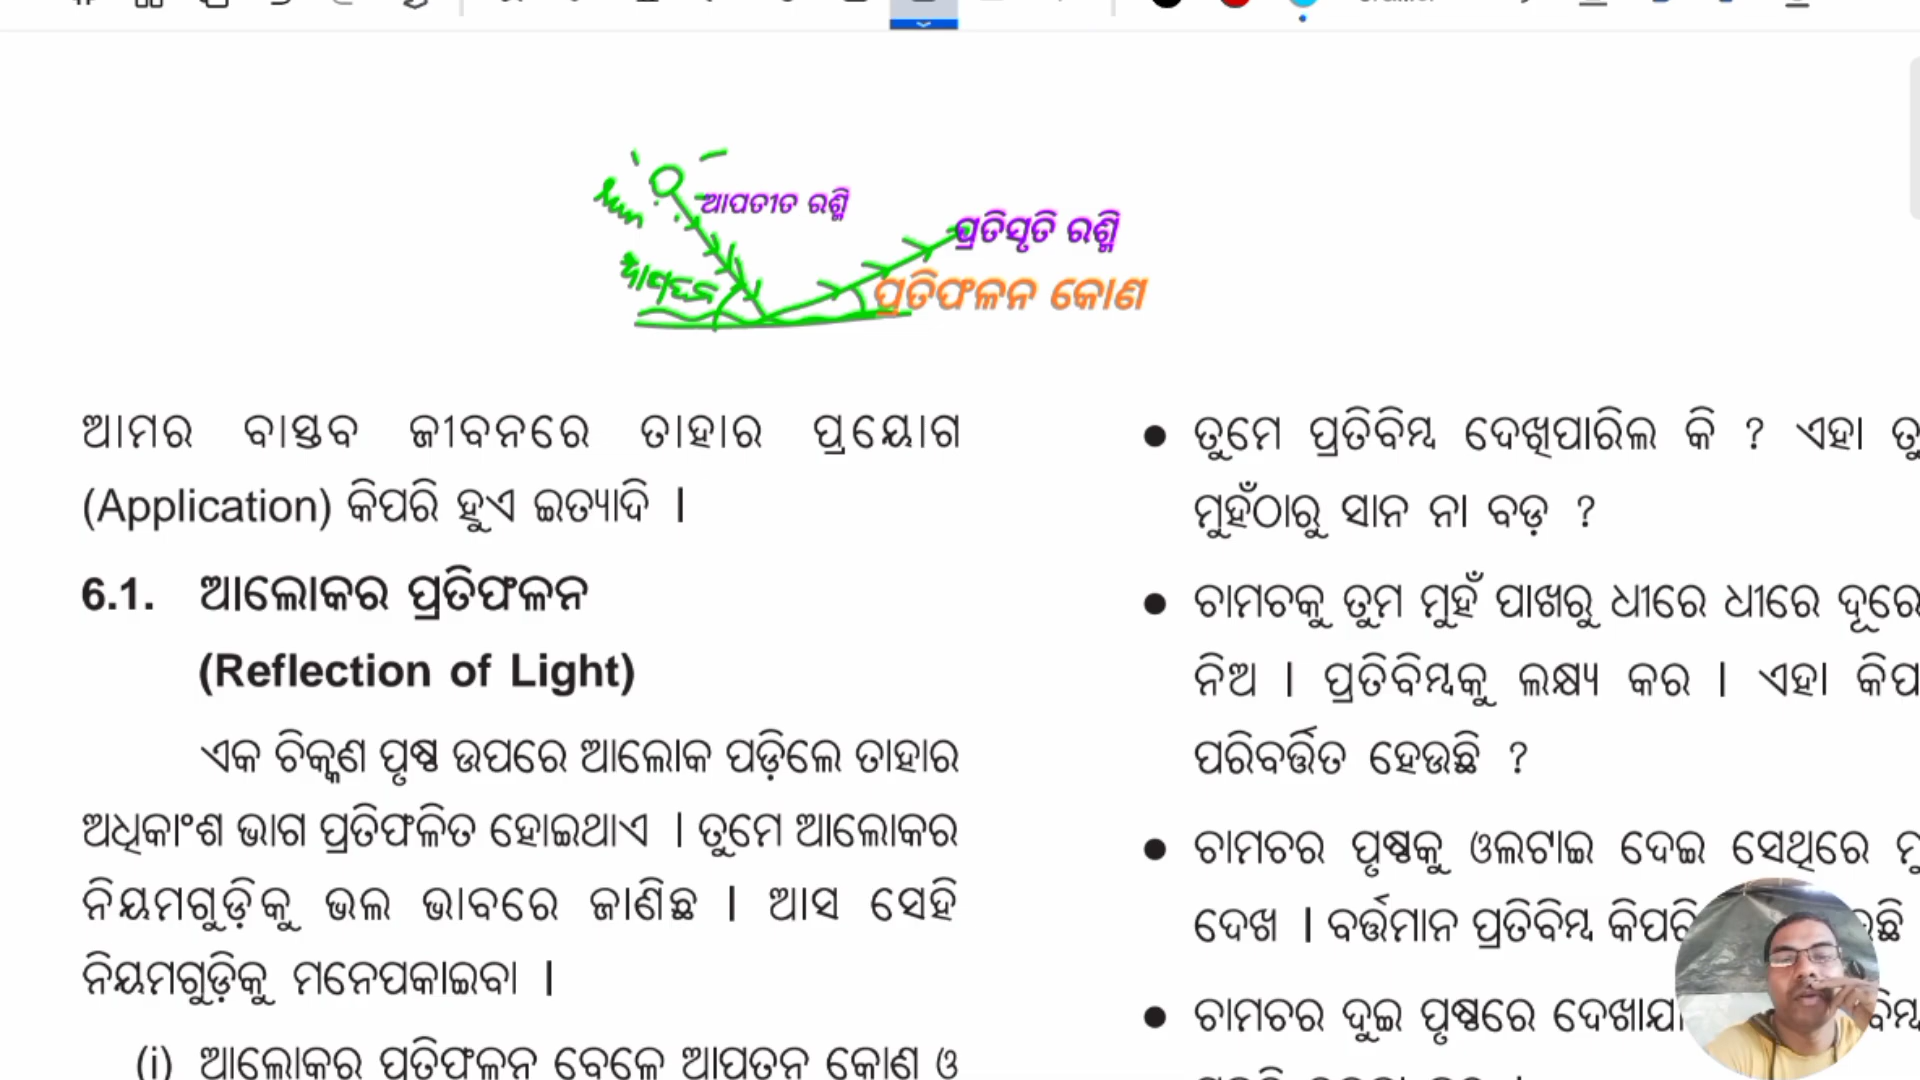 ଆପତୀତ ରଶ୍ମି
ପ୍ରତିସୃତି ରଶ୍ମି
ପ୍ରତିଫଳନ କୋଣ
ଆମର ବାସ୍ତବ ଜୀବନରେ ତାହାର ପ୍ରୟୋଗ
(Application) କିପରି ହୁଏ ଇତ୍ୟାଦି ।
6.1. ଆଲୋକର ପ୍ରତିଫଳନ
(Reflection of Light)
ଏକ ଚିକ୍କଣ ପୃଷ୍ଠ ଉପରେ ଆଲୋକ ପଡ଼ିଲେ ତାହାର
ଅଧିକାଂଶ ଭାଗ ପ୍ରତିଫଳିତ ହୋଇଥାଏ । ତୁମେ ଆଲୋକର
ନିୟମଗୁଡ଼ିକୁ ଭଲ ଭାବରେ ଜାଣିଛ । ଆସ ସେହି
ନିୟମଗୁଡ଼ିକୁ ମନେପକାଇବା ।
(i) ଆଲୋକର ପ୍ରତିଫଳନ ବେଳେ ଆପତନ କୋଣ ଓ
● ତୁମେ ପ୍ରତିବିମ୍ବ ଦେଖିପାରିଲ କି ? ଏହା
ମୁହଁଠାରୁ ସାନ ନା ବଡ଼ ?
● ଚାମଚକୁ ତୁମ ମୁହଁ ପାଖରୁ ଧୀରେ ଧୀରେ ଦୂରେ
ନିଅ । ପ୍ରତିବିମ୍ବକୁ ଲକ୍ଷ୍ୟ କର । ଏହା
ପରିବର୍ତ୍ତିତ ହେଉଛି ?
● ଚାମଚର ପୃଷ୍ଠକୁ ଓଲଟାଇ ଦେଇ ସେଥିରେ
ଦେଖ । ବର୍ତ୍ତମାନ ପ୍ରତିବିମ୍ବ
● ଚାମଚର ଦୁଇ ପୃଷ୍ଠରେ